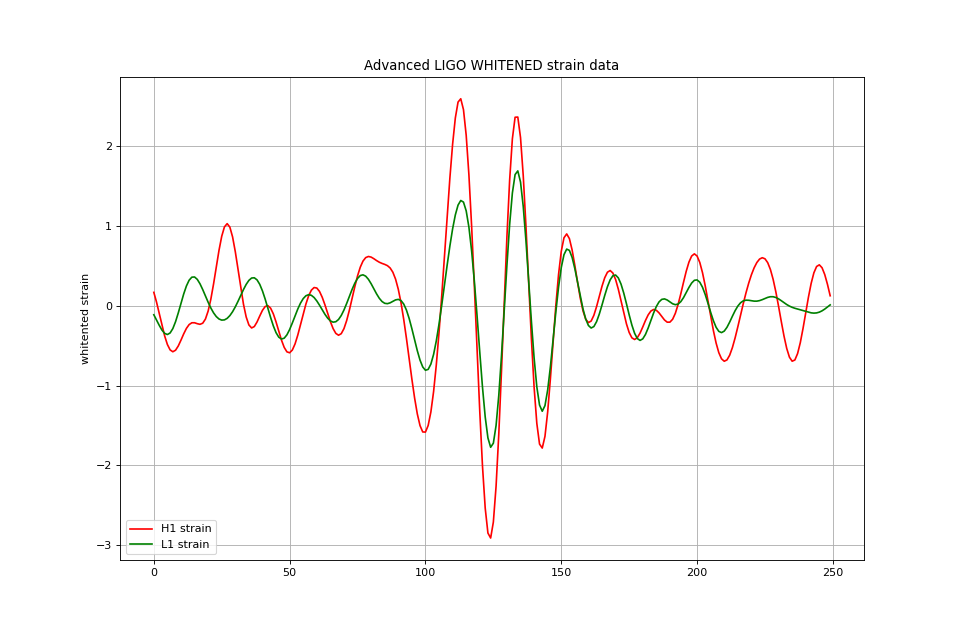 Advanced LIGO WHITENED strain data
whitented strain
2
1
0
−1
−2
−3
H1 strain
L1 strain
0 50 100 150 200 250